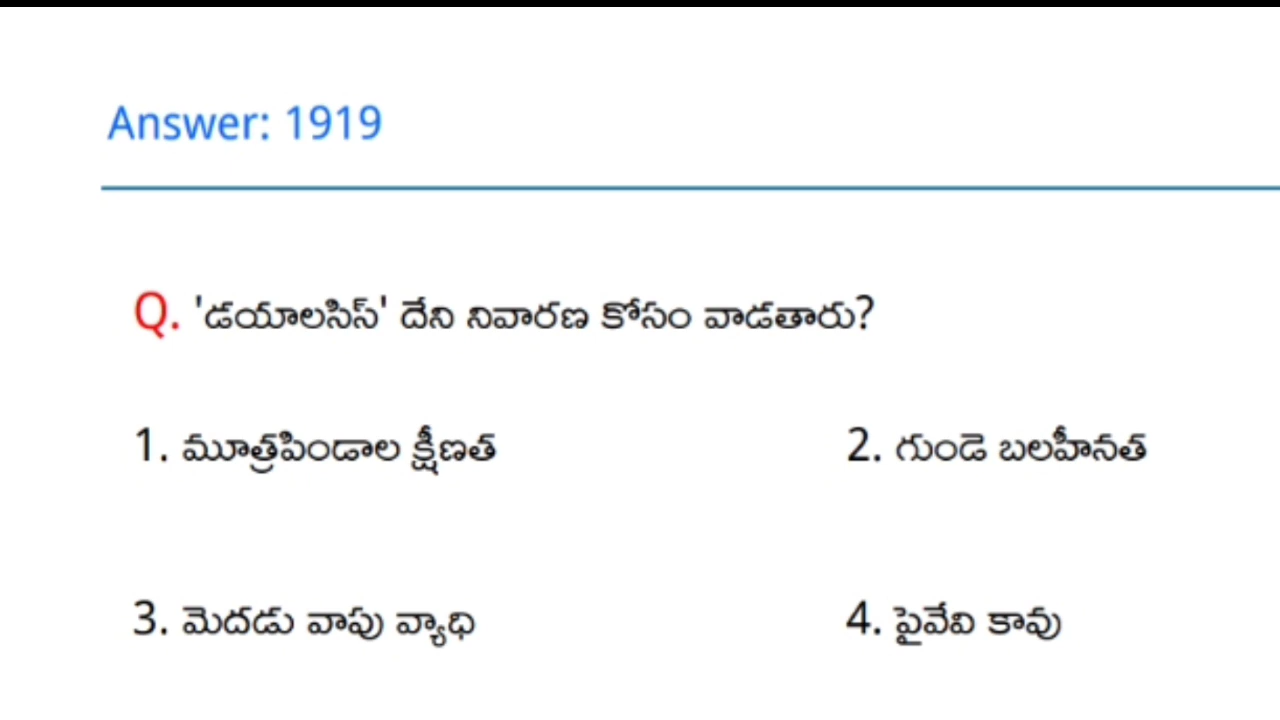 Answer: 1919
Q. 'డయాలసిస్' దేని నివారణ కోసం వాడతారు?
1. మూత్రపిండాల క్షీణత
2. గుండె బలహీనత
3. మెదడు వాపు వ్యాధి
4. పైవేవి కావు